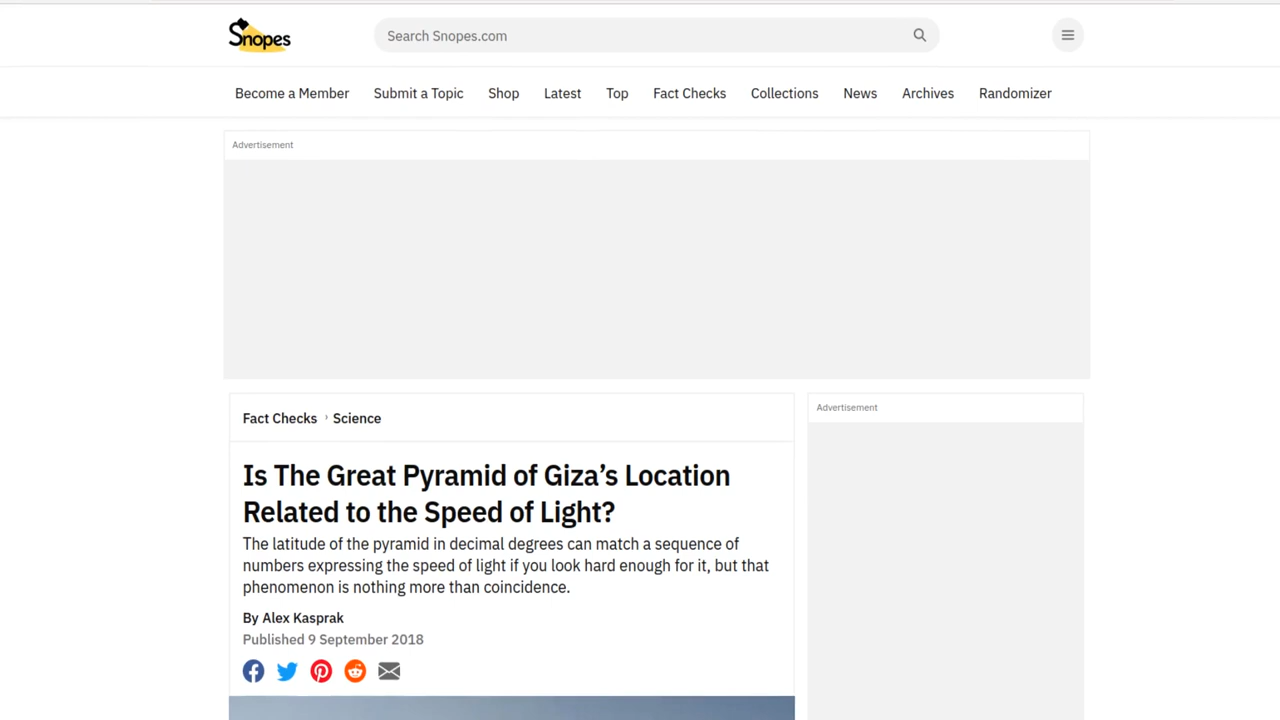 Snopes
Search Snopes.com
Become a Member
Submit a Topic
Shop
Latest
Top
Fact Checks
Collections
News
Archives
Randomizer
Advertisement
Fact Checks › Science
Is The Great Pyramid of Giza’s Location
Related to the Speed of Light?
The latitude of the pyramid in decimal degrees can match a sequence of
numbers expressing the speed of light if you look hard enough for it, but that
phenomenon is nothing more than coincidence.
By Alex Kasprak
Published 9 September 2018
Advertisement